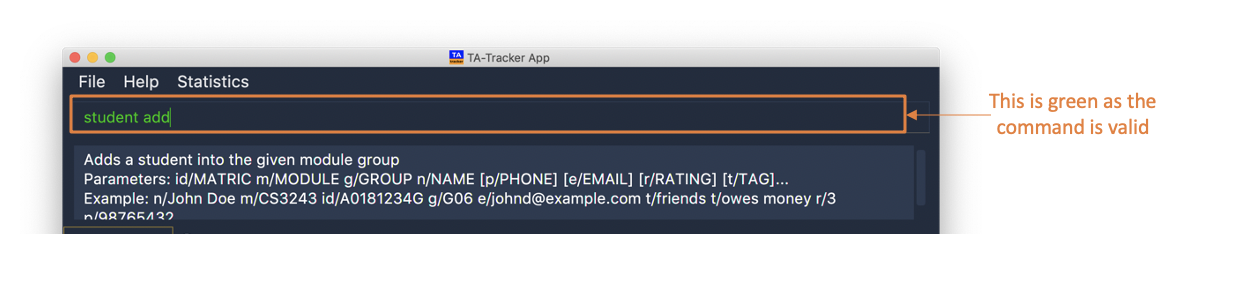 TA
tracker
TA-Tracker App
File Help Statistics
student add
This is green as the
command is valid
Adds a student into the given module group
Parameters: id/MATRIC m/MODULE g/GROUP n/NAME [p/PHONE] [e/EMAIL] [r/RATING] [t/TAG]...
Example: n/John Doe m/CS3243 id/A0181234G g/G06 e/johnd@example.com t/friends t/owes money r/3
p/98765432